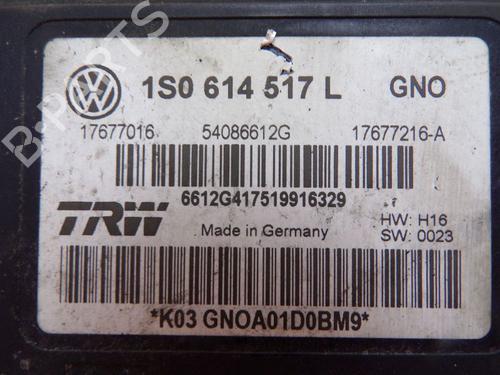 B-PARTS
1S0 614 517 L GNO
17677016 54086612G 17677216-A
6612G417519916329
TRW
Made in Germany
HW: H16
SW: 0023
*K03 GNOA01D0BM9*